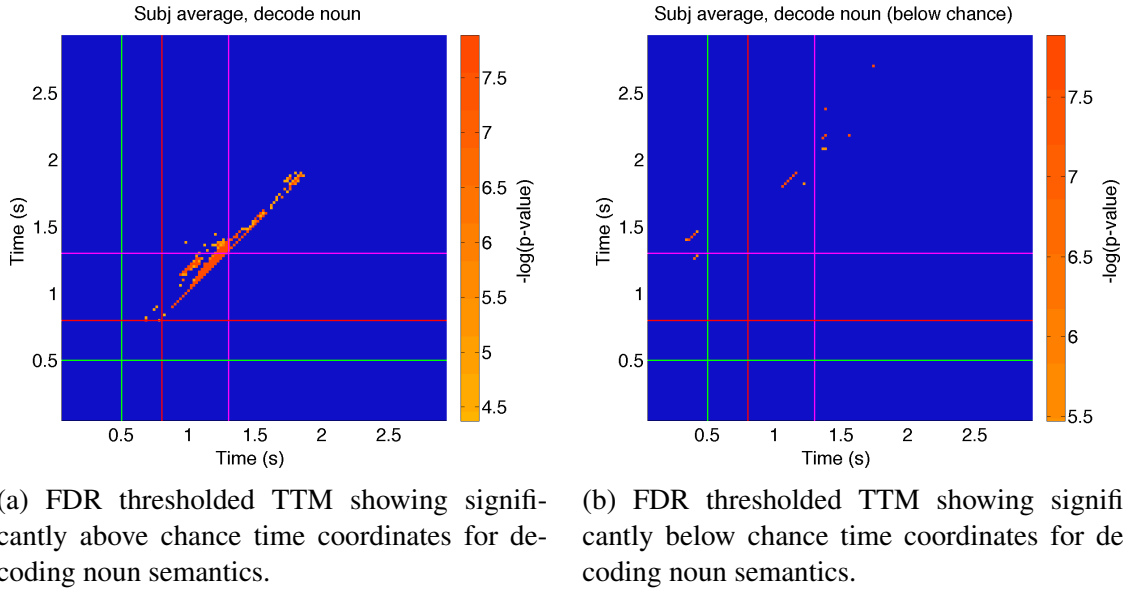 Subj average, decode noun
2.5
2
1.5
1
0.5
0.5 1 1.5 2 2.5
Time (s)
Time (s)
7.5
7
6.5
6
5.5
5
4.5
-log(p-value)
Subj average, decode noun (below chance)
2.5
2
1.5
1
0.5
0.5 1 1.5 2 2.5
Time (s)
Time (s)
7.5
7
6.5
6
5.5
-log(p-value)
(a) FDR thresholded TTM showing signifi-
cantly above chance time coordinates for de-
coding noun semantics.
(b) FDR thresholded TTM showing signifi
cantly below chance time coordinates for de
coding noun semantics.